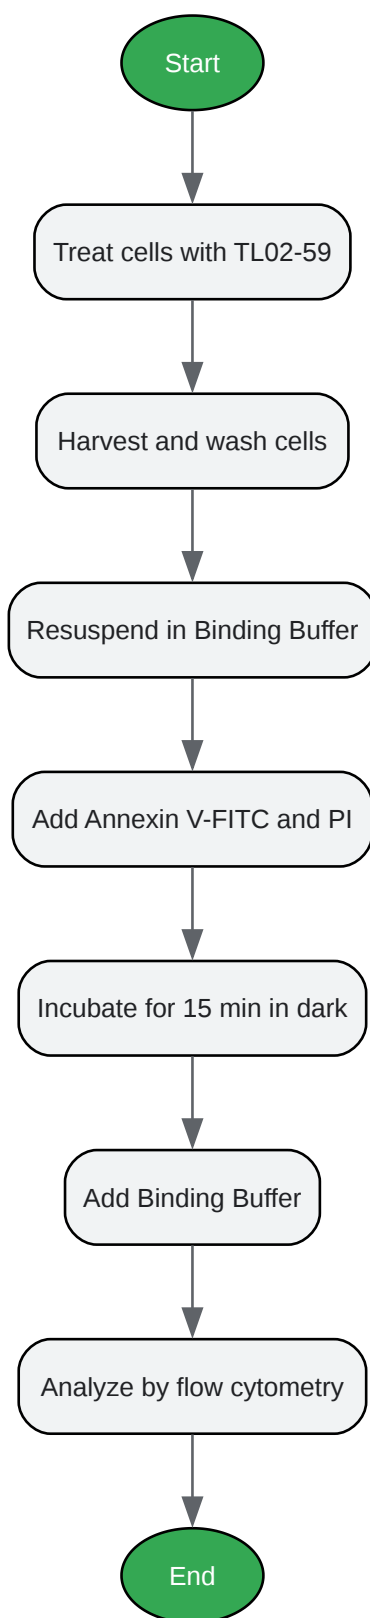 Start
Treat cells with TL02-59
Harvest and wash cells
Resuspend in Binding Buffer
Add Annexin V-FITC and PI
Incubate for 15 min in dark
Add Binding Buffer
Analyze by flow cytometry
End